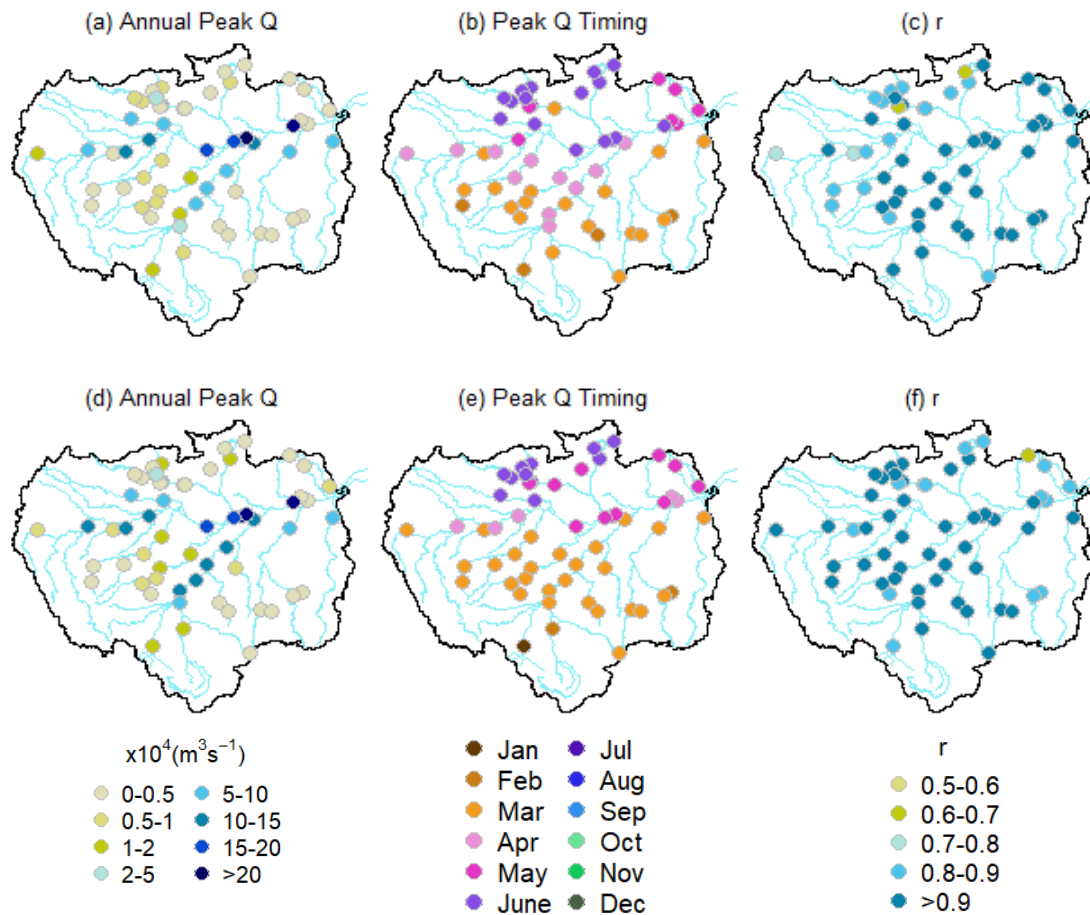 (a) Annual Peak Q (b) Peak Q Timing (c) r
(d) Annual Peak Q (e) Peak Q Timing (f) r
x10⁴(m³s⁻¹)
0-0.5 5-10
0.5-1 10-15
1-2 15-20
2-5 >20
Jan Jul
Feb Aug
Mar Sep
Apr Oct
May Nov
June Dec
r
0.5-0.6
0.6-0.7
0.7-0.8
0.8-0.9
>0.9